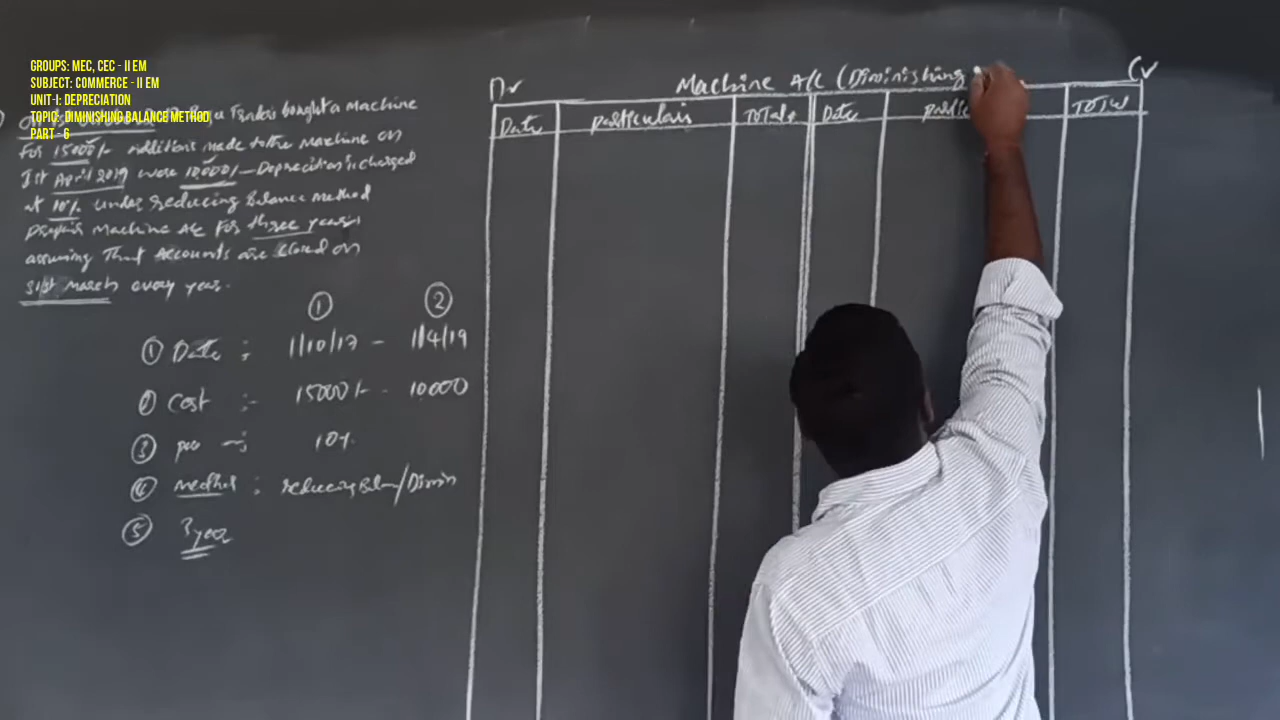 GROUPS: MEC, CEC - II EM
SUBJECT: COMMERCE - II EM
UNIT-I: DEPRECIATION
TOPIC: DIMINISHING BALANCE METHOD
PART - 6
Traders bought a Machine
For 15000/- additions made to the Machine on
1st April 2019 were 10000/- Depreciation is charged
at 10% under reducing Balance method
prepare Machine A/c For three years
assuming that Accounts are closed on
31st March every year.
① ②
① Date : 1/10/17 - 1/4/19
② Cost :- 15000/- - 10000
③ 10%
④ method : reducing Balan/Dimin
⑤ 3 year
Dr Machine A/c (Diminishing Cr
Date particulars Total Date partic Total